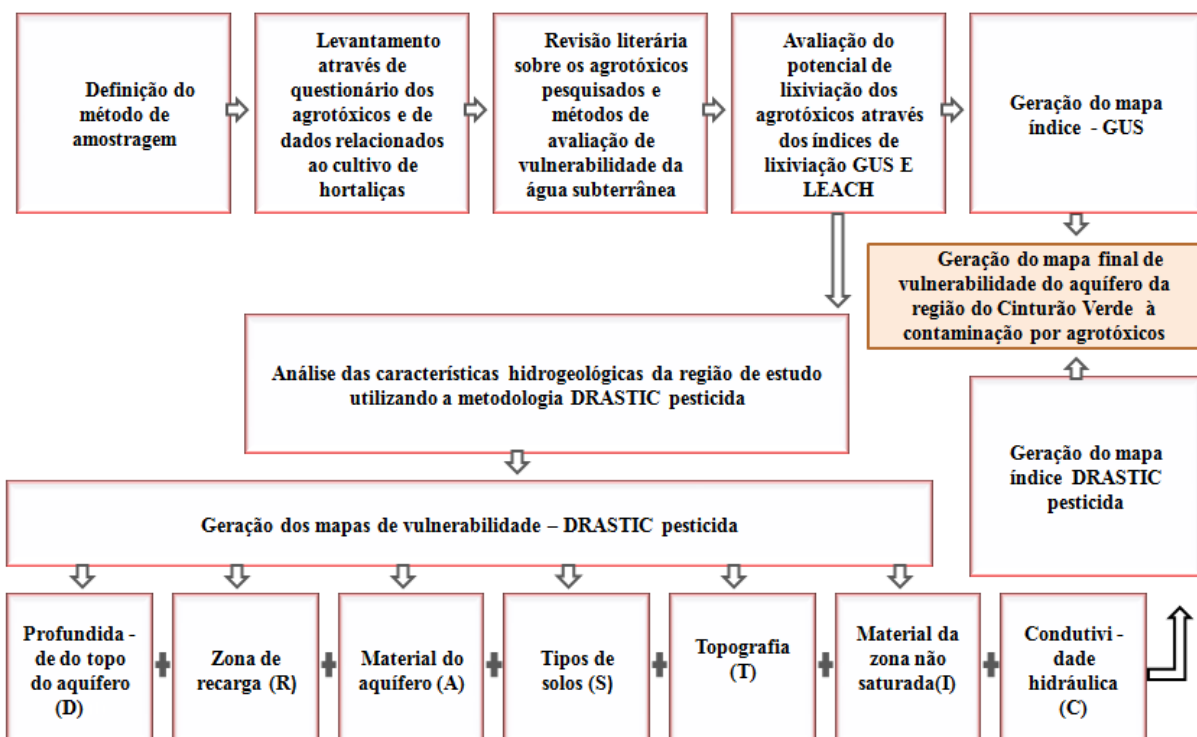 Definição do
método de
amostragem
Levantamento
através de
questionário dos
agrotóxicos e de
dados relacionados
ao cultivo de
hortaliças
Revisão literária
sobre os agrotóxicos
pesquisados e
métodos de
avaliação de
vulnerabilidade da
água subterrânea
Avaliação do
potencial de
lixiviação dos
agrotóxicos através
dos índices de
lixiviação GUS E
LEACH
Geração do mapa
índice - GUS
Geração do mapa final de
vulnerabilidade do aquífero da
região do Cinturão Verde à
contaminação por agrotóxicos
Análise das características hidrogeológicas da região de estudo
utilizando a metodologia DRASTIC pesticida
Geração do mapa
índice DRASTIC
pesticida
Geração dos mapas de vulnerabilidade – DRASTIC pesticida
Profundida -
de do topo
do aquífero
(D)
Zona de
recarga (R)
Material do
aquífero (A)
Tipos de
solos (S)
Topografia
(T)
Material da
zona não
saturada(I)
Condutivi -
dade
hidráulica
(C)